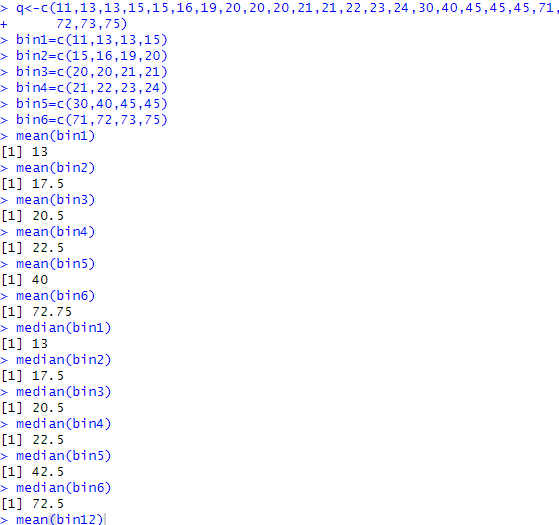 > q<-c(11,13,13,15,15,16,19,20,20,20,21,21,22,23,24,30,40,45,45,45,71,
+ 72,73,75)
> bin1=c(11,13,13,15)
> bin2=c(15,16,19,20)
> bin3=c(20,20,21,21)
> bin4=c(21,22,23,24)
> bin5=c(30,40,45,45)
> bin6=c(71,72,73,75)
> mean(bin1)
[1] 13
> mean(bin2)
[1] 17.5
> mean(bin3)
[1] 20.5
> mean(bin4)
[1] 22.5
> mean(bin5)
[1] 40
> mean(bin6)
[1] 72.75
> median(bin1)
[1] 13
> median(bin2)
[1] 17.5
> median(bin3)
[1] 20.5
> median(bin4)
[1] 22.5
> median(bin5)
[1] 42.5
> median(bin6)
[1] 72.5
> mean(bin12)